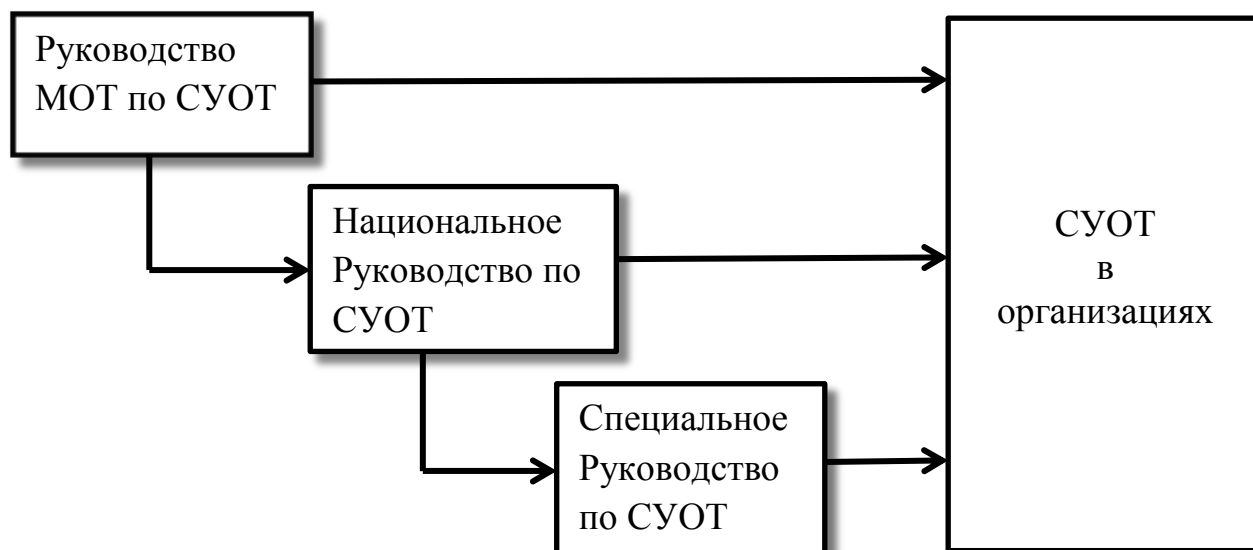 Руководство
МОТ по СУОТ
Национальное
Руководство по
СУОТ
Специальное
Руководство
по СУОТ
СУОТ
в
организациях